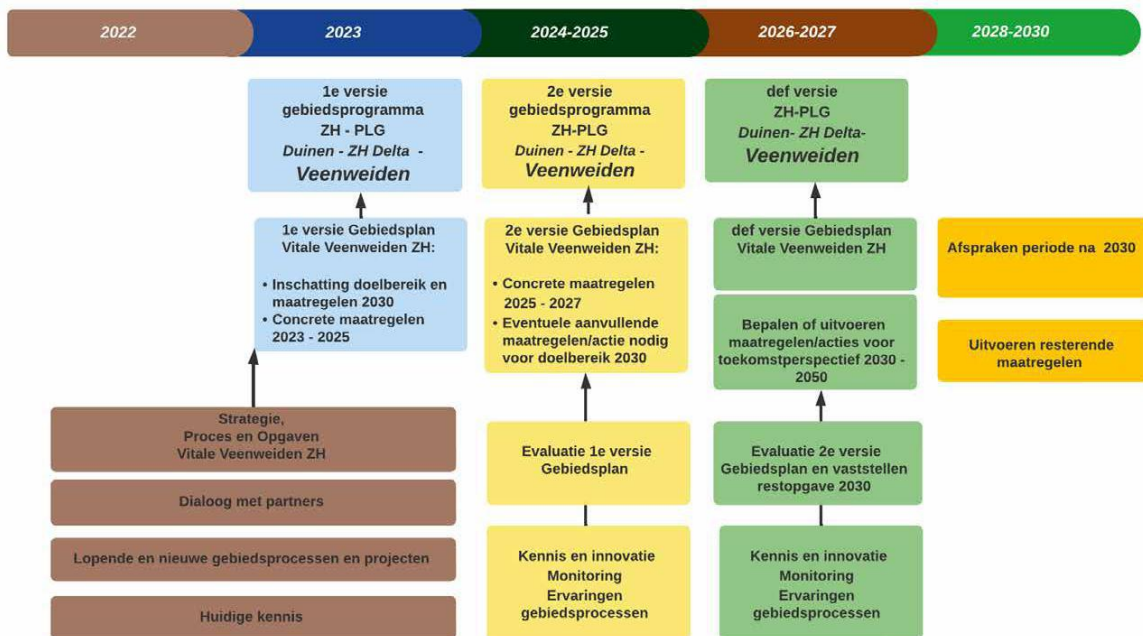 2022
2023
2024-2025
2026-2027
2028-2030
1e versie
gebiedsprogramma
ZH - PLG
Duinen - ZH Delta -
Veenweiden
2e versie
gebiedsprogramma
ZH-PLG
Duinen - ZH Delta -
Veenweiden
def versie
ZH-PLG
Duinen- ZH Delta-
Veenweiden
1e versie Gebiedsplan
Vitale Veenweiden ZH:
• Inschatting doelbereik en
maatregelen 2030
• Concrete maatregelen
2023 - 2025
2e versie Gebiedsplan
Vitale Veenweiden ZH:
• Concrete maatregelen
2025 - 2027
• Eventuele aanvullende
maatregelen/actie nodig
voor doelbereik 2030
def versie Gebiedsplan
Vitale Veenweiden ZH
Afspraken periode na 2030
Bepalen of uitvoeren
maatregelen/acties voor
toekomstperspectief 2030 -
2050
Uitvoeren resterende
maatregelen
Strategie,
Proces en Opgaven
Vitale Veenweiden ZH
Dialoog met partners
Lopende en nieuwe gebiedsprocessen en projecten
Huidige kennis
Evaluatie 1e versie
Gebiedsplan
Kennis en innovatie
Monitoring
Ervaringen
gebiedsprocessen
Evaluatie 2e versie
Gebiedsplan en vaststellen
restopgave 2030
Kennis en innovatie
Monitoring
Ervaringen
gebiedsprocessen